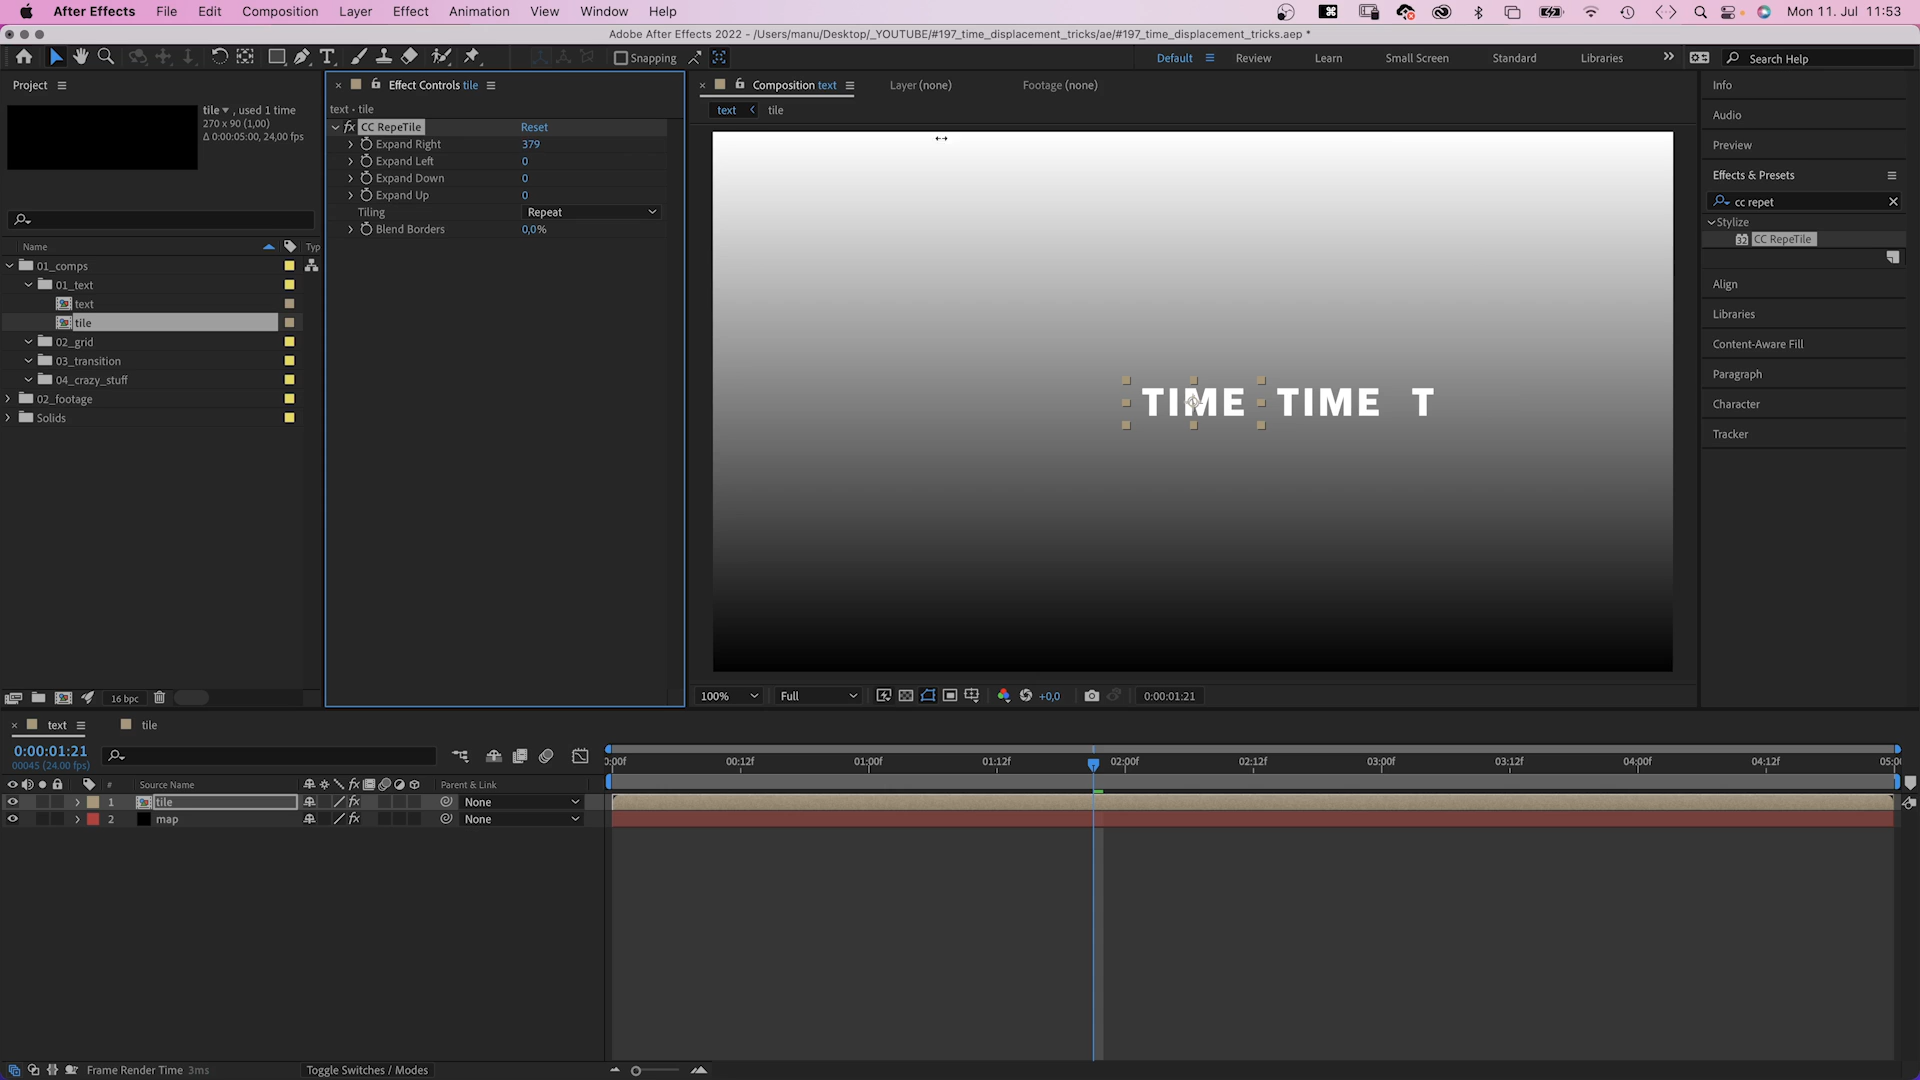 After Effects File Edit Composition Layer Effect Animation View Window Help Mon 11. Jul 11:53
Adobe After Effects 2022 - /Users/manu/Desktop/_YOUTUBE/#197_time_displacement_tricks/ae/#197_time_displacement_tricks.aep *
Snapping Default Review Learn Small Screen Standard Libraries Search Help
Project
tile , used 1 time
270 x 90 (1,00)
Δ 0:00:05:00, 24,00 fps
Name Typ
01_comps
01_text
text
tile
02_grid
03_transition
04_crazy_stuff
02_footage
Solids
16 bpc
Effect Controls tile
text • tile
fx CC RepeTile Reset
Expand Right 379
Expand Left 0
Expand Down 0
Expand Up 0
Tiling Repeat
Blend Borders 0,0%
Composition text Layer (none) Footage (none)
text tile
TIME TIME T
100% Full +0,0 0:00:01:21
Info
Audio
Preview
Effects & Presets
cc repet
Stylize
32 CC RepeTile
Align
Libraries
Content-Aware Fill
Paragraph
Character
Tracker
text tile
0:00:01:21
00045 (24.00 fps)
# Source Name fx Parent & Link
1 tile fx None
2 map fx None
0:00f 00:12f 01:00f 01:12f 02:00f 02:12f 03:00f 03:12f 04:00f 04:12f 05:00
Frame Render Time 3ms Toggle Switches / Modes